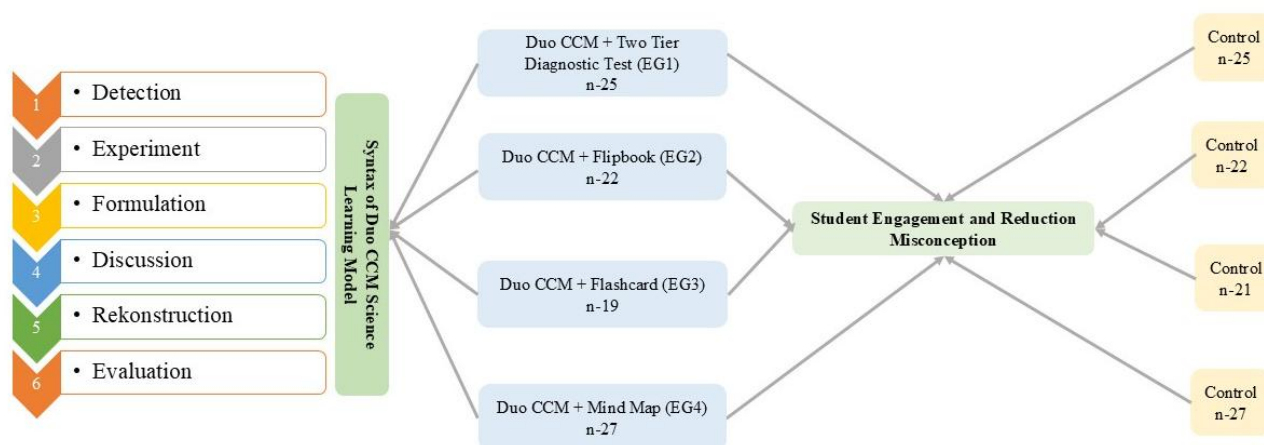 1
• Detection
2
• Experiment
3
• Formulation
4
• Discussion
5
• Rekonstruction
6
• Evaluation
Syntax of Duo CCM Science
Learning Model
Duo CCM + Two Tier
Diagnostic Test (EG1)
n-25
Duo CCM + Flipbook (EG2)
n-22
Duo CCM + Flashcard (EG3)
n-19
Duo CCM + Mind Map (EG4)
n-27
Student Engagement and Reduction
Misconception
Control
n-25
Control
n-22
Control
n-21
Control
n-27